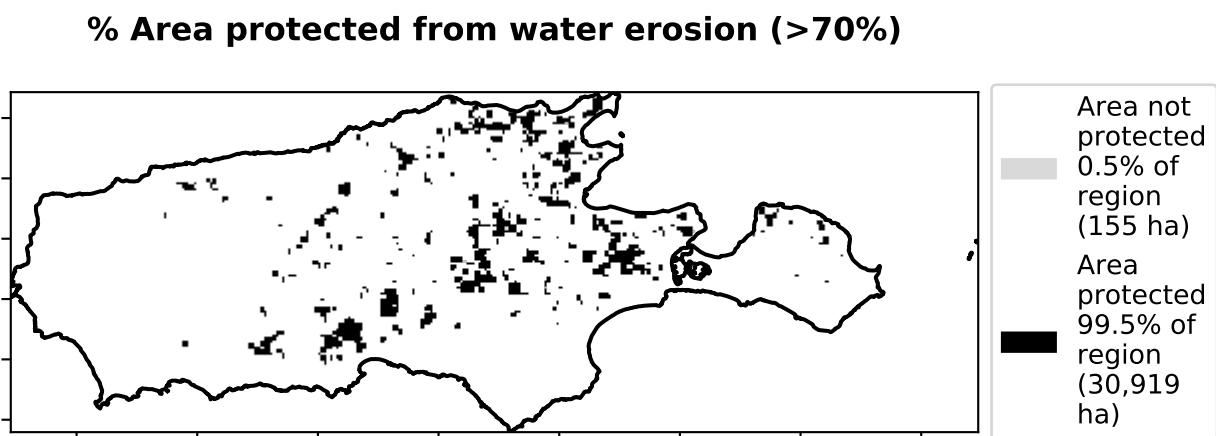 % Area protected from water erosion (>70%)
Area not
protected
0.5% of
region
(155 ha)
Area
protected
99.5% of
region
(30,919
ha)